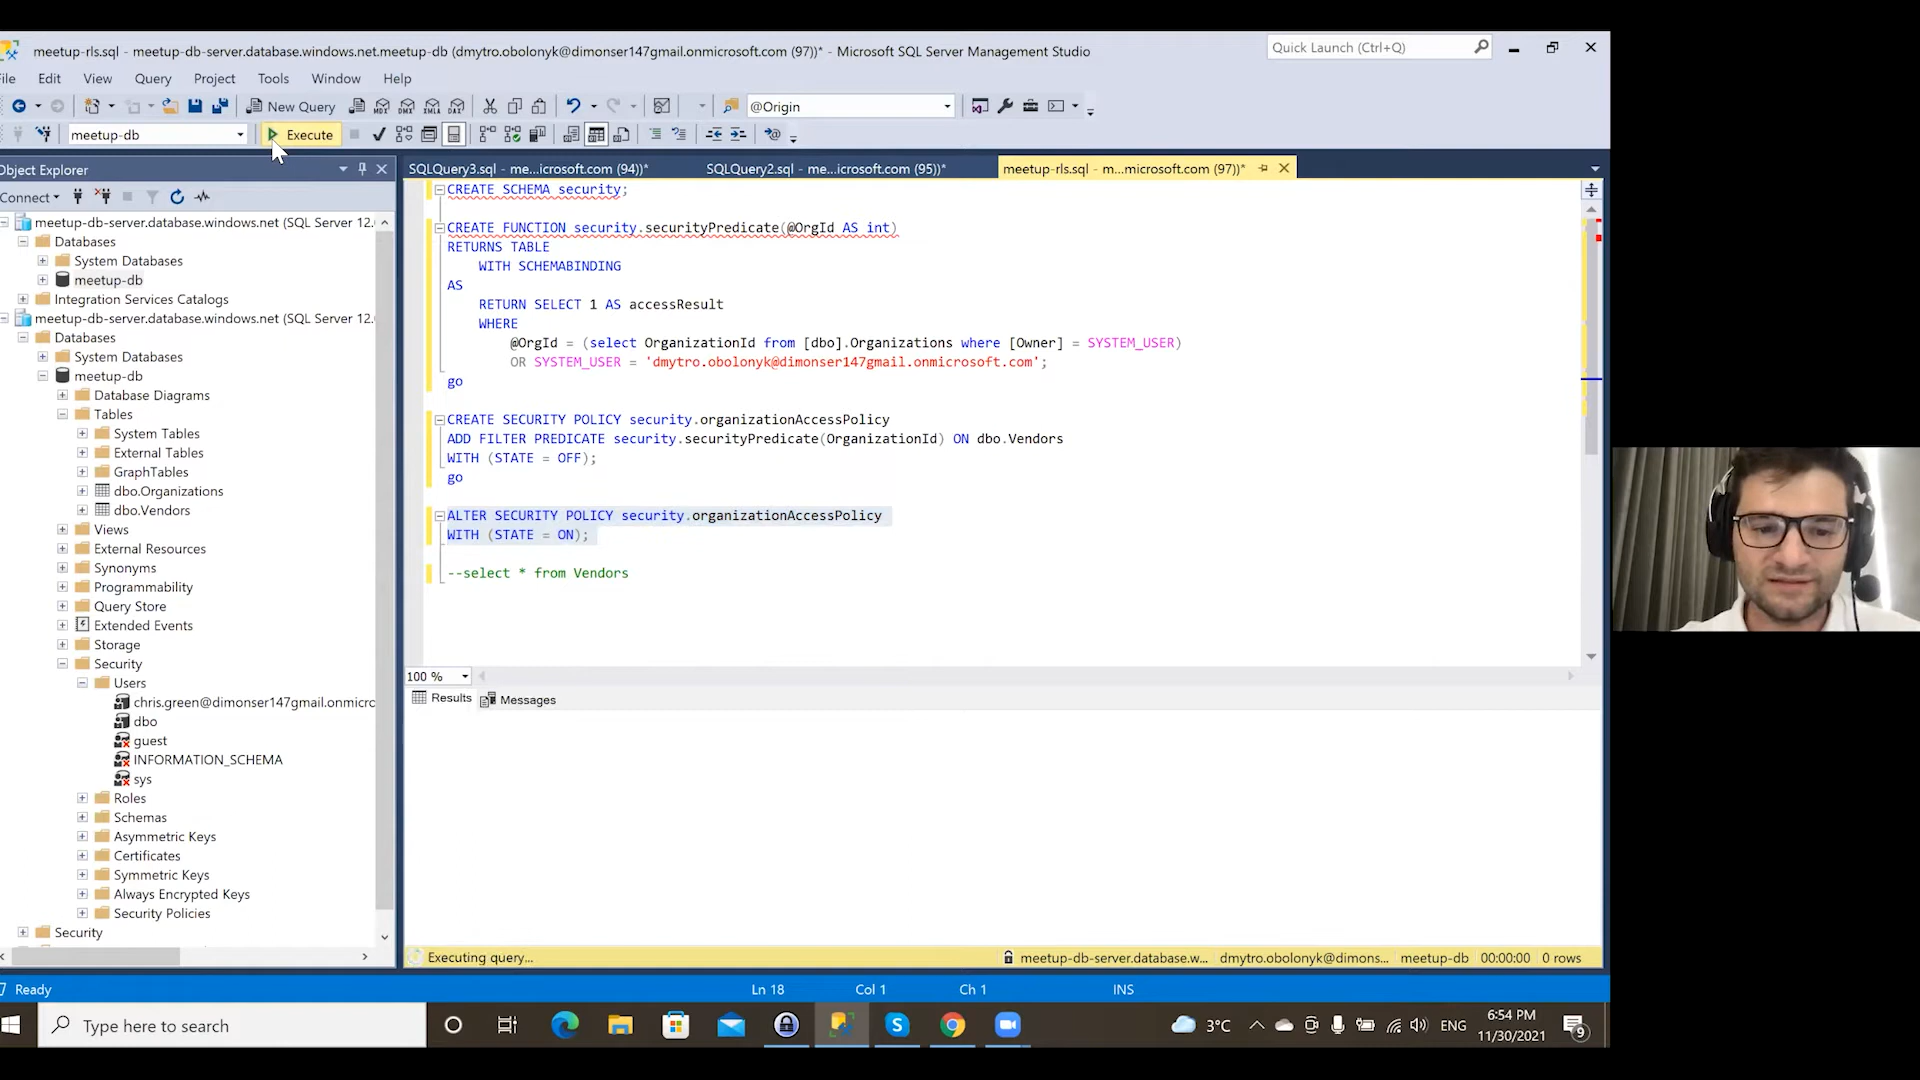 meetup-rls.sql - meetup-db-server.database.windows.net.meetup-db (dmytro.obolonyk@dimonser147gmail.onmicrosoft.com (97))* - Microsoft SQL Server Management Studio
Quick Launch (Ctrl+Q)
File Edit View Query Project Tools Window Help
New Query
MDX DMX XMLA DAX
@Origin
meetup-db
Execute
Object Explorer
SQLQuery3.sql - me...icrosoft.com (94))*
SQLQuery2.sql - me...icrosoft.com (95))*
meetup-rls.sql - m...microsoft.com (97))*
Connect
meetup-db-server.database.windows.net (SQL Server 12.
Databases
System Databases
meetup-db
Integration Services Catalogs
meetup-db-server.database.windows.net (SQL Server 12.
Databases
System Databases
meetup-db
Database Diagrams
Tables
System Tables
External Tables
GraphTables
dbo.Organizations
dbo.Vendors
Views
External Resources
Synonyms
Programmability
Query Store
Extended Events
Storage
Security
Users
chris.green@dimonser147gmail.onmicro
dbo
guest
INFORMATION_SCHEMA
sys
Roles
Schemas
Asymmetric Keys
Certificates
Symmetric Keys
Always Encrypted Keys
Security Policies
Security
CREATE SCHEMA security;
CREATE FUNCTION security.securityPredicate(@OrgId AS int)
RETURNS TABLE
WITH SCHEMABINDING
AS
RETURN SELECT 1 AS accessResult
WHERE
@OrgId = (select OrganizationId from [dbo].Organizations where [Owner] = SYSTEM_USER)
OR SYSTEM_USER = 'dmytro.obolonyk@dimonser147gmail.onmicrosoft.com';
go
CREATE SECURITY POLICY security.organizationAccessPolicy
ADD FILTER PREDICATE security.securityPredicate(OrganizationId) ON dbo.Vendors
WITH (STATE = OFF);
go
ALTER SECURITY POLICY security.organizationAccessPolicy
WITH (STATE = ON);
--select * from Vendors
100 %
Results Messages
Executing query...
meetup-db-server.database.w... dmytro.obolonyk@dimons... meetup-db 00:00:00 0 rows
Ready
Ln 18 Col 1 Ch 1 INS
Type here to search
3°C
ENG
6:54 PM
11/30/2021
9